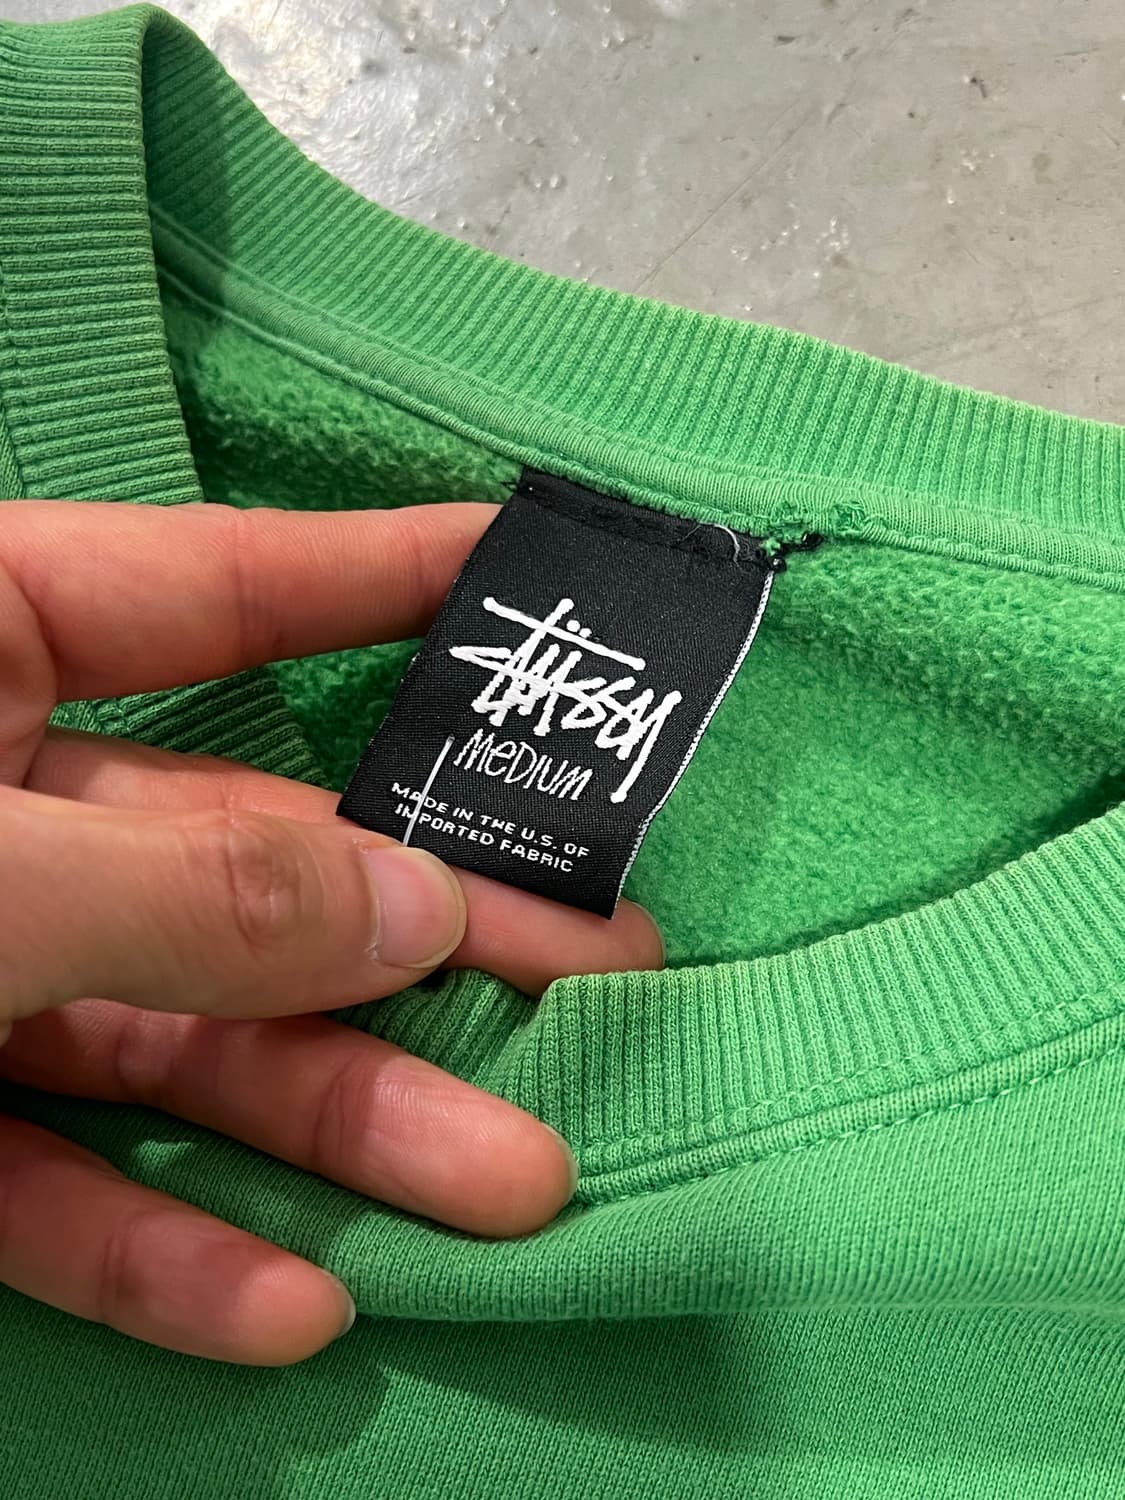 Stüssy
MEDIUM
MADE IN THE U.S. OF
IMPORTED FABRIC